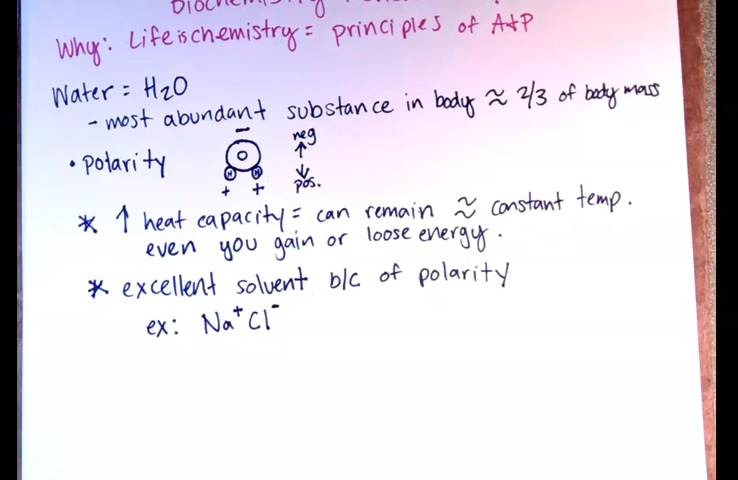 Biochemistry
Why: Life is chemistry = principles of A+P
Water = H2O
- most abundant substance in body ≈ 2/3 of body mass
• polarity
− neg
O
H H
+ + pos.
* ↑ heat capacity = can remain ≈ constant temp.
even you gain or loose energy.
* excellent solvent b/c of polarity
ex: Na+Cl-